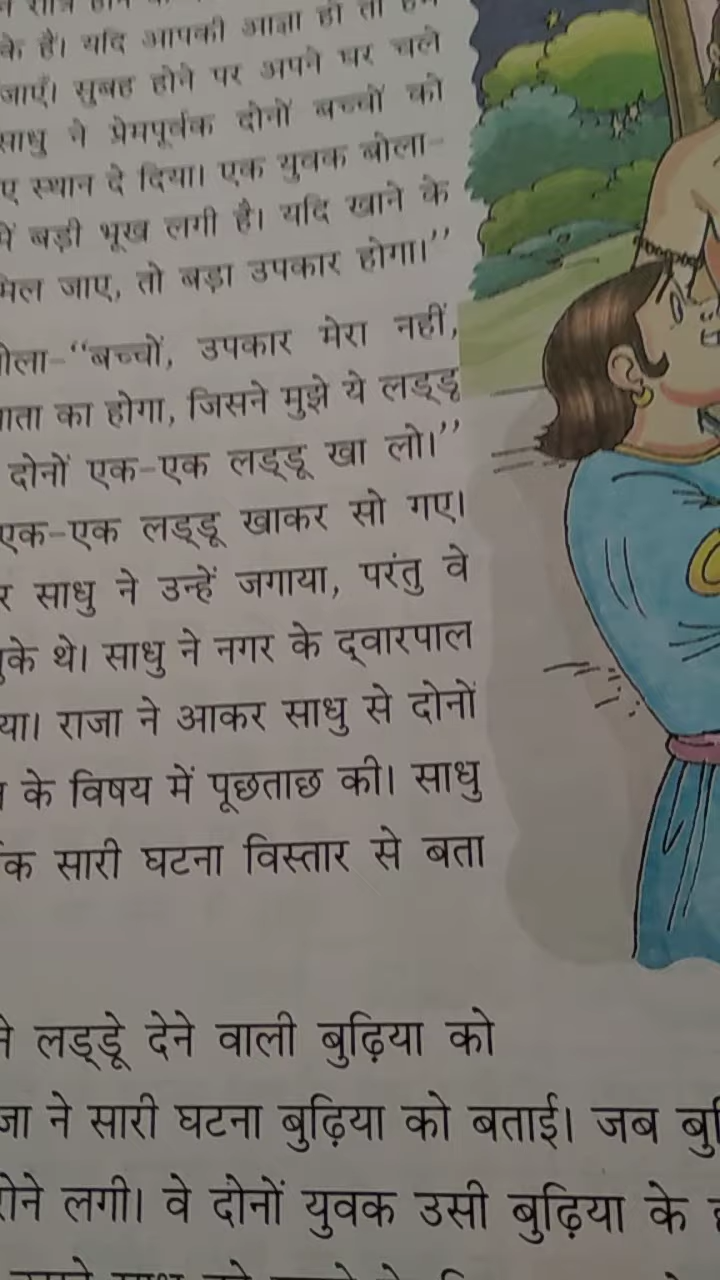 के हैं। यदि आपकी आज्ञा हो तो हम
जाएँ। सुबह होने पर अपने घर चले
साधु ने प्रेमपूर्वक दोनों बच्चों को
ए स्थान दे दिया। एक युवक बोला-
में बड़ी भूख लगी है। यदि खाने के
मिल जाए, तो बड़ा उपकार होगा।”
ोला-“बच्चों, उपकार मेरा नहीं,
माता का होगा, जिसने मुझे ये लड्डू
दोनों एक-एक लड्डू खा लो।”
एक-एक लड्डू खाकर सो गए।
र साधु ने उन्हें जगाया, परंतु वे
ुके थे। साधु ने नगर के द्वारपाल
या। राजा ने आकर साधु से दोनों
के विषय में पूछताछ की। साधु
क सारी घटना विस्तार से बता
ने लड्डे देने वाली बुढ़िया को
जा ने सारी घटना बुढ़िया को बताई। जब
रोने लगी। वे दोनों युवक उसी बुढ़िया के